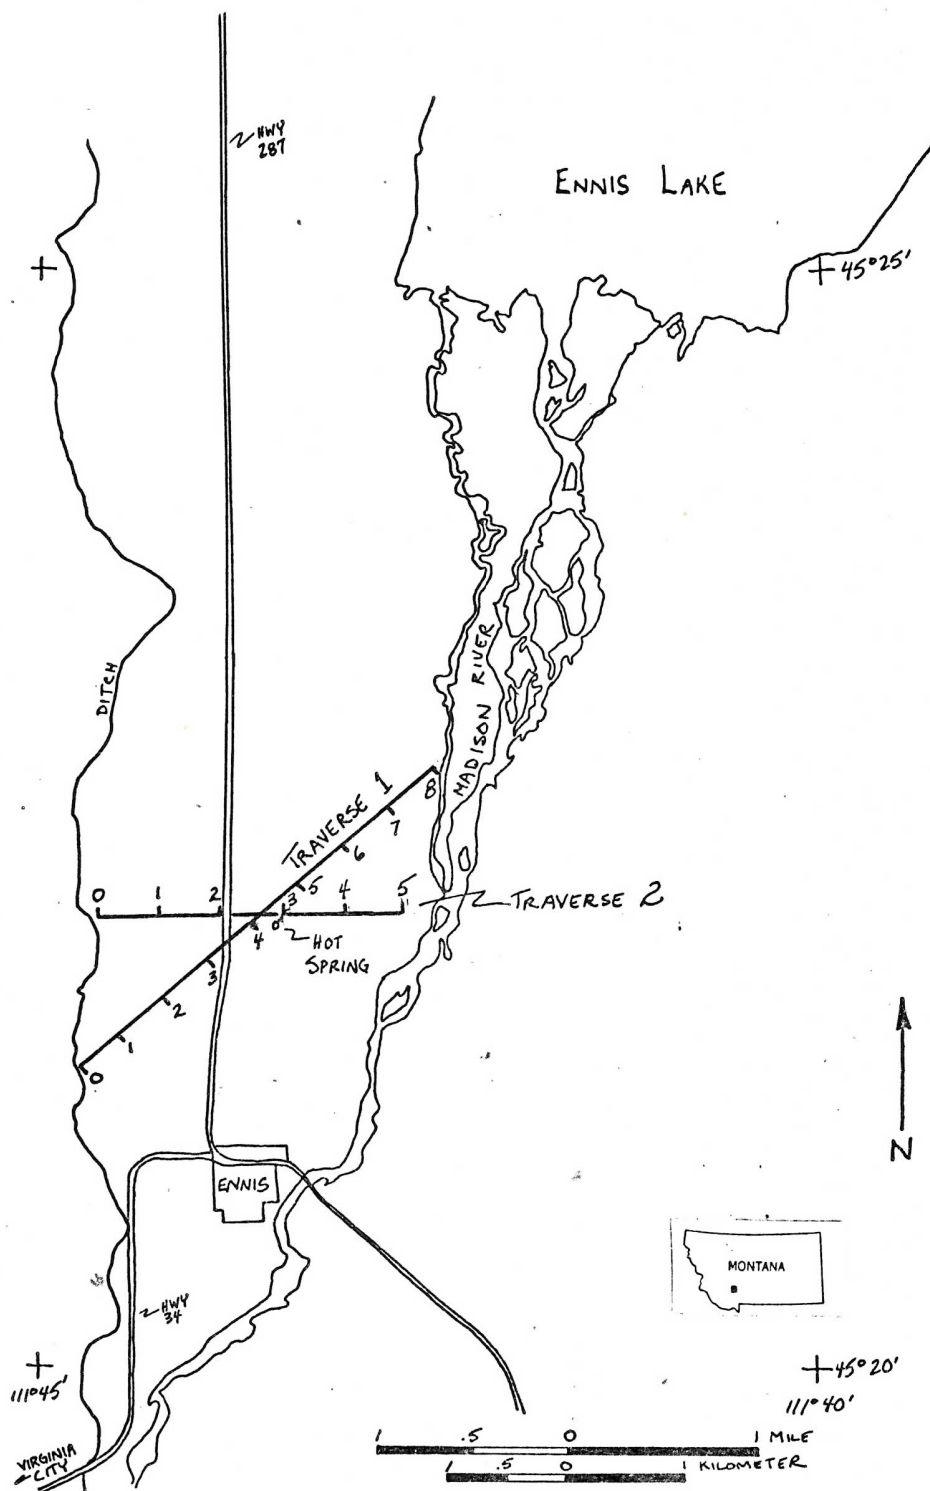 HWY
287
ENNIS LAKE
45°25'
DITCH
MADISON RIVER
TRAVERSE 1
8
7
6
5
4
3
2
1
0
0 1 2 3 4 5
TRAVERSE 2
HOT
SPRING
N
ENNIS
MONTANA
HWY
34
111°45'
45°20'
111°40'
VIRGINIA
CITY
1 .5 0 1 MILE
1 .5 0 1 KILOMETER